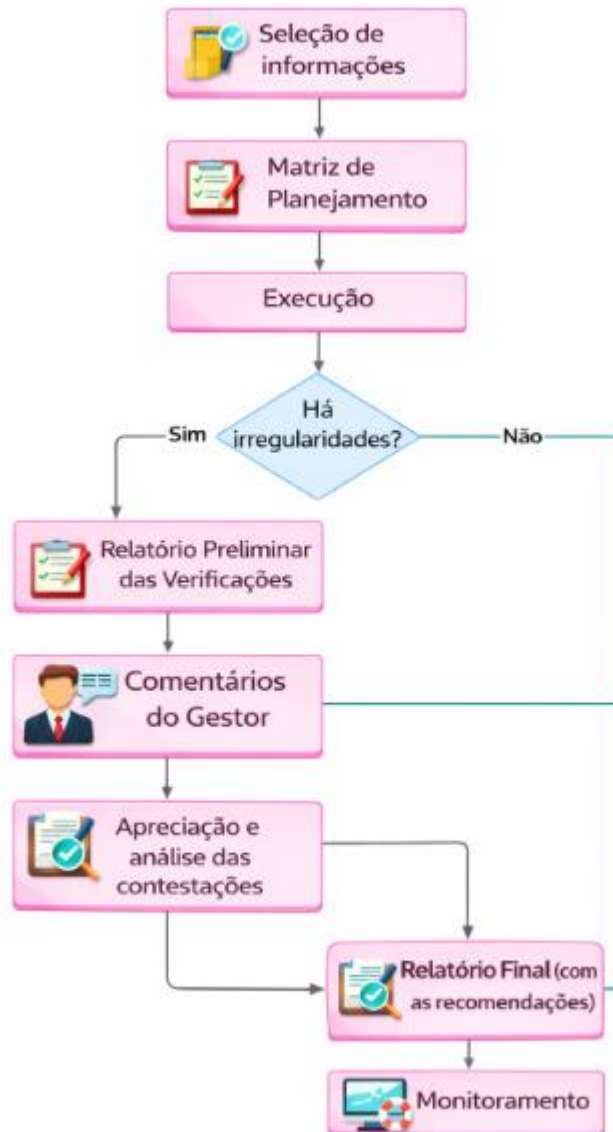 Seleção de
informações
Matriz de
Planejamento
Execução
Há
irregularidades?
Sim
Não
Relatório Preliminar
das Verificações
Comentários
do Gestor
Apreciação e
análise das
contestações
Relatório Final (com
as recomendações)
Monitoramento